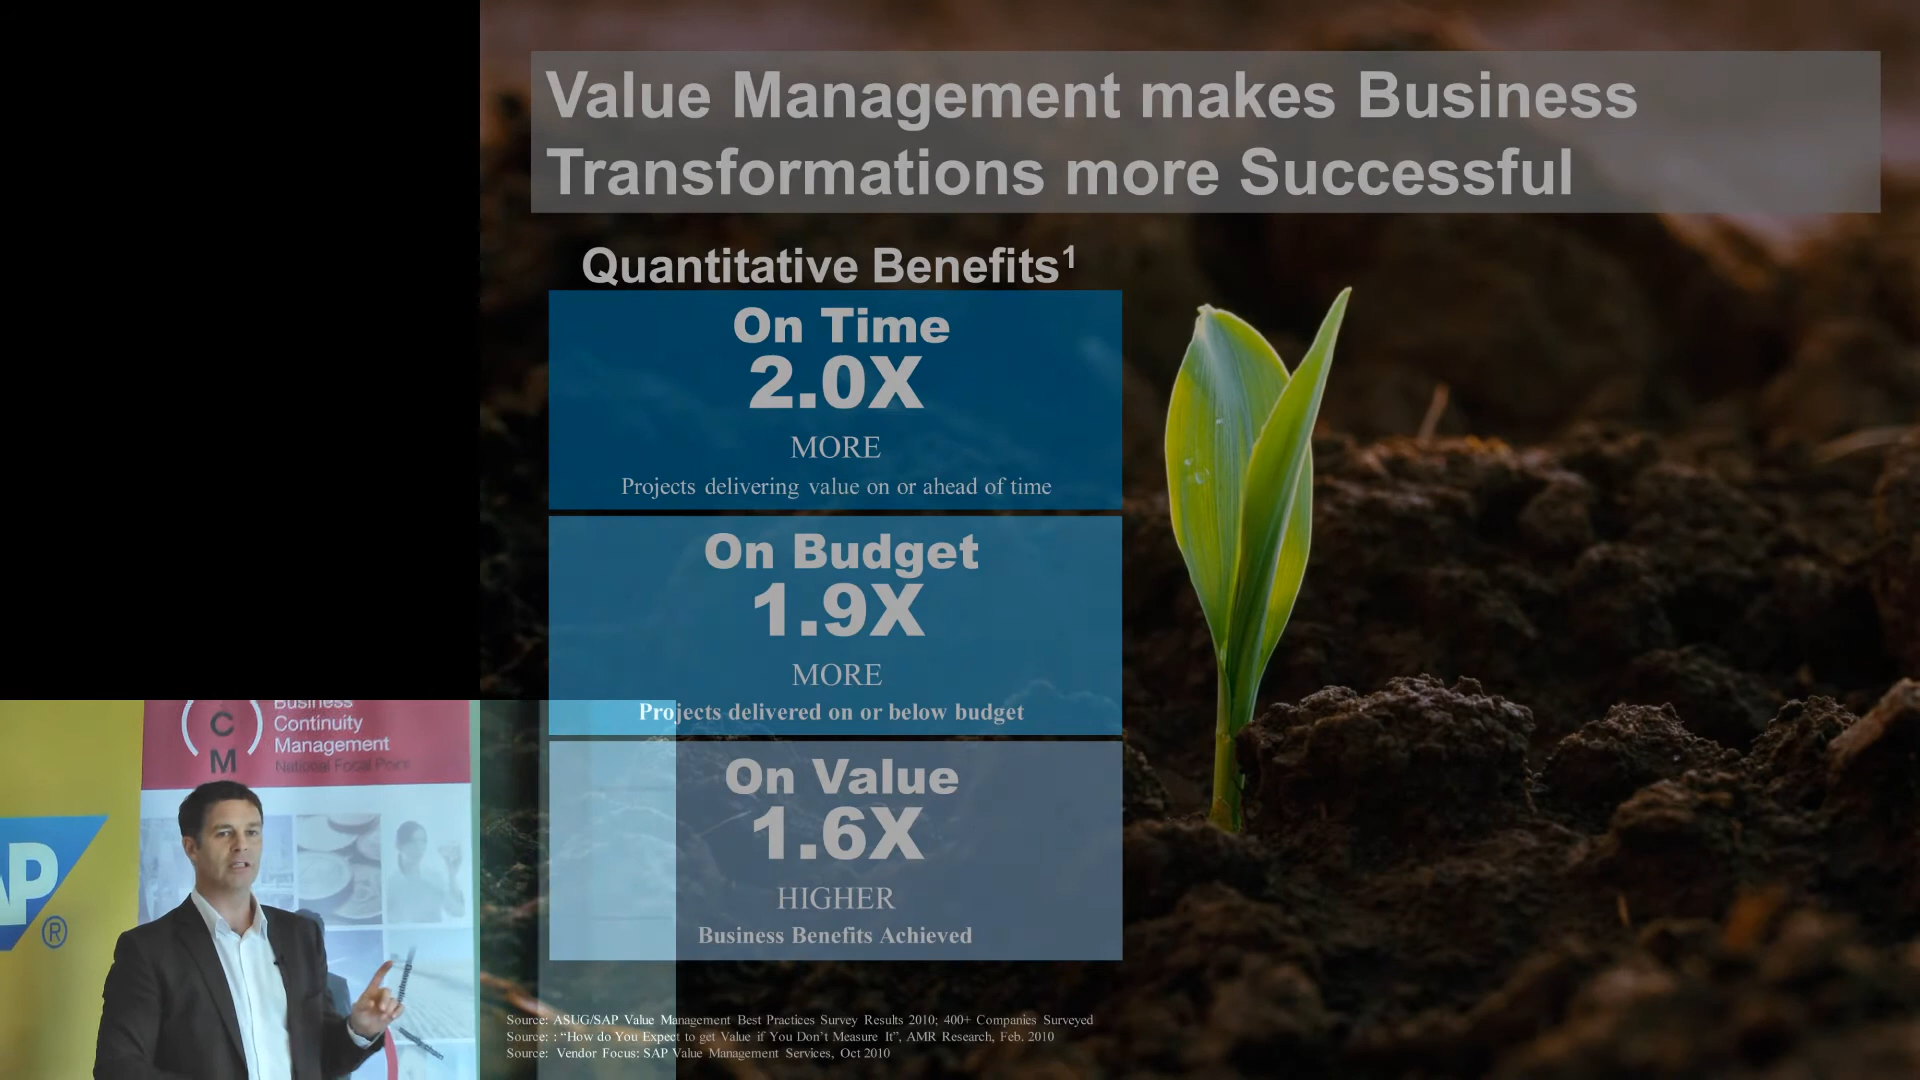 Value Management makes Business
Transformations more Successful
Quantitative Benefits¹
On Time
2.0X
MORE
Projects delivering value on or ahead of time
On Budget
1.9X
MORE
Projects delivered on or below budget
On Value
1.6X
HIGHER
Business Benefits Achieved
Source: ASUG/SAP Value Management Best Practices Survey Results 2010; 400+ Companies Surveyed
Source: : “How do You Expect to get Value if You Don’t Measure It”, AMR Research, Feb. 2010
Source: Vendor Focus: SAP Value Management Services, Oct 2010
C
M
Business
Continuity
Management
National Focal Point
AP
®